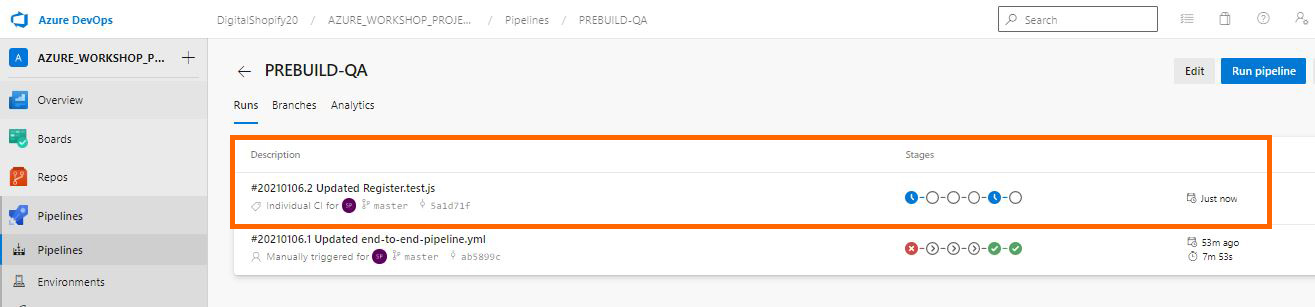 Azure DevOps DigitalShopify20 / AZURE_WORKSHOP_PROJE... / Pipelines / PREBUILD-QA Search
A AZURE_WORKSHOP_P... +
PREBUILD-QA Edit Run pipeline
Overview
Runs Branches Analytics
Boards
Description Stages
Repos
#20210106.2 Updated Register.test.js
Individual CI for SP master 5a1d71f Just now
Pipelines
#20210106.1 Updated end-to-end-pipeline.yml 53m ago
Manually triggered for SP master ab5899c 7m 53s
Pipelines
Environments